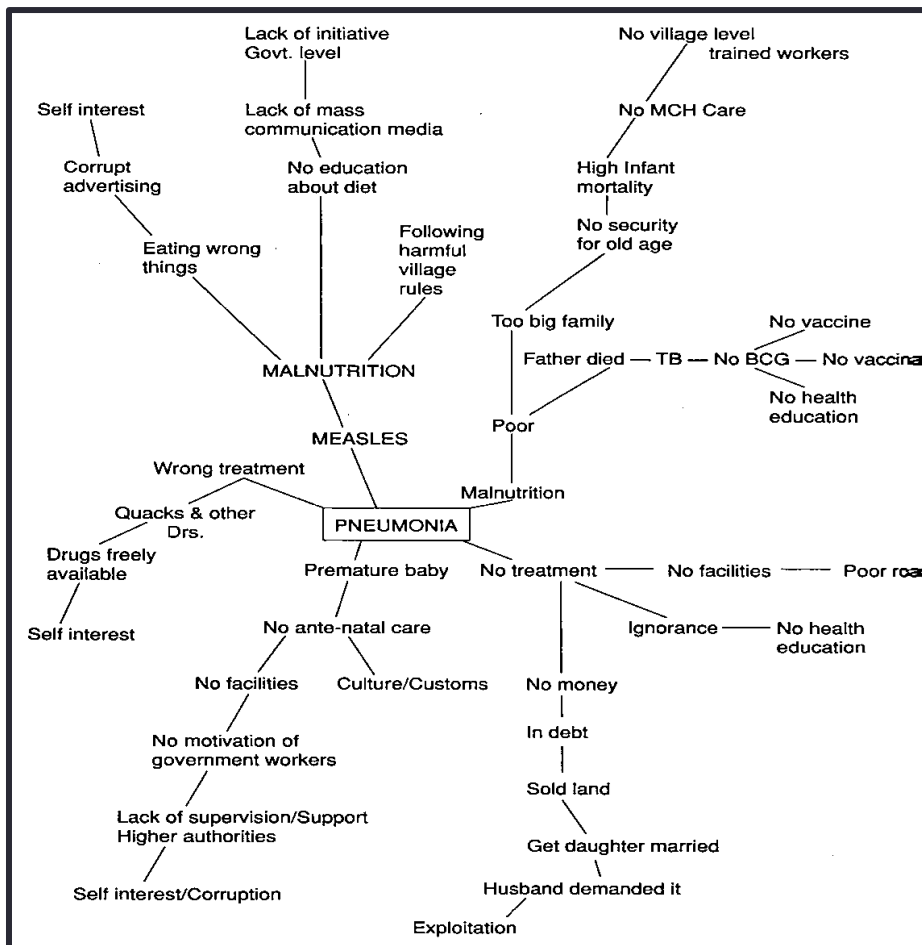 Lack of initiative
Govt. level
No village level
trained workers
Self interest
Lack of mass
communication media
No MCH Care
Corrupt
advertising
No education
about diet
High Infant
mortality
Eating wrong
things
Following
harmful
village
rules
No security
for old age
Too big family
No vaccine
MALNUTRITION
Father died
TB
No BCG
No vaccina
No health
education
MEASLES
Poor
Wrong treatment
Malnutrition
Quacks & other
Drs.
PNEUMONIA
Drugs freely
available
Premature baby
No treatment
No facilities
Poor roa
Self interest
No ante-natal care
Ignorance
No health
education
No facilities
Culture/Customs
No money
No motivation of
government workers
In debt
Lack of supervision/Support
Higher authorities
Sold land
Get daughter married
Self interest/Corruption
Husband demanded it
Exploitation